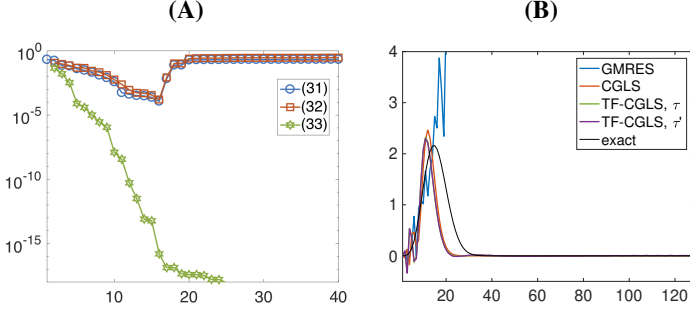 (A)
(B)
10^0
10^-5
10^-10
10^-15
10 20 30 40
(31)
(32)
(33)
4
3
2
1
0
20 40 60 80 100 120
GMRES
CGLS
TF-CGLS, τ
TF-CGLS, τ'
exact